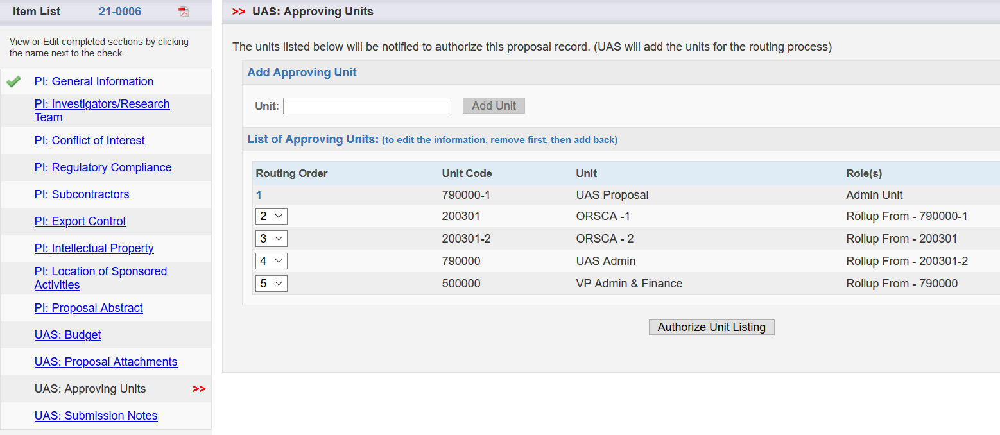 Item List 21-0006
View or Edit completed sections by clicking
the name next to the check.
PI: General Information
PI: Investigators/Research
Team
PI: Conflict of Interest
PI: Regulatory Compliance
PI: Subcontractors
PI: Export Control
PI: Intellectual Property
PI: Location of Sponsored
Activities
PI: Proposal Abstract
UAS: Budget
UAS: Proposal Attachments
UAS: Approving Units >>
UAS: Submission Notes
>> UAS: Approving Units
The units listed below will be notified to authorize this proposal record. (UAS will add the units for the routing process)
Add Approving Unit
Unit: Add Unit
List of Approving Units: (to edit the information, remove first, then add back)
Routing Order Unit Code Unit Role(s)
1 790000-1 UAS Proposal Admin Unit
2 200301 ORSCA -1 Rollup From - 790000-1
3 200301-2 ORSCA - 2 Rollup From - 200301
4 790000 UAS Admin Rollup From - 200301-2
5 500000 VP Admin & Finance Rollup From - 790000
Authorize Unit Listing